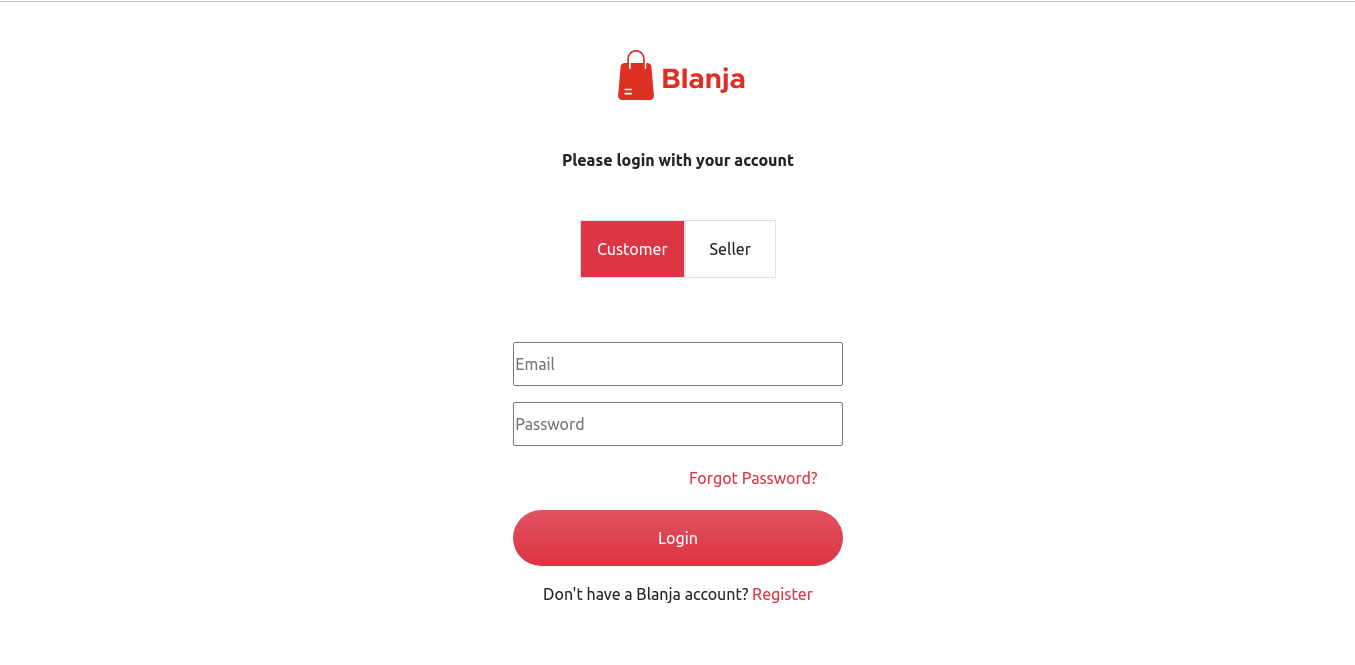 Blanja
Please login with your account
Customer Seller
Email
Password
Forgot Password?
Login
Don't have a Blanja account? Register